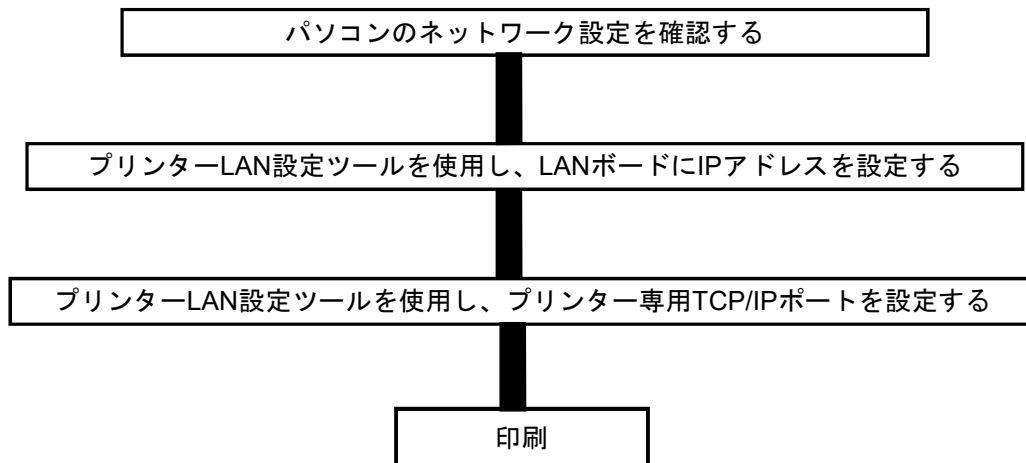 パソコンのネットワーク設定を確認する
プリンターLAN設定ツールを使用し、LANボードにIPアドレスを設定する
プリンターLAN設定ツールを使用し、プリンター専用TCP/IPポートを設定する
印刷